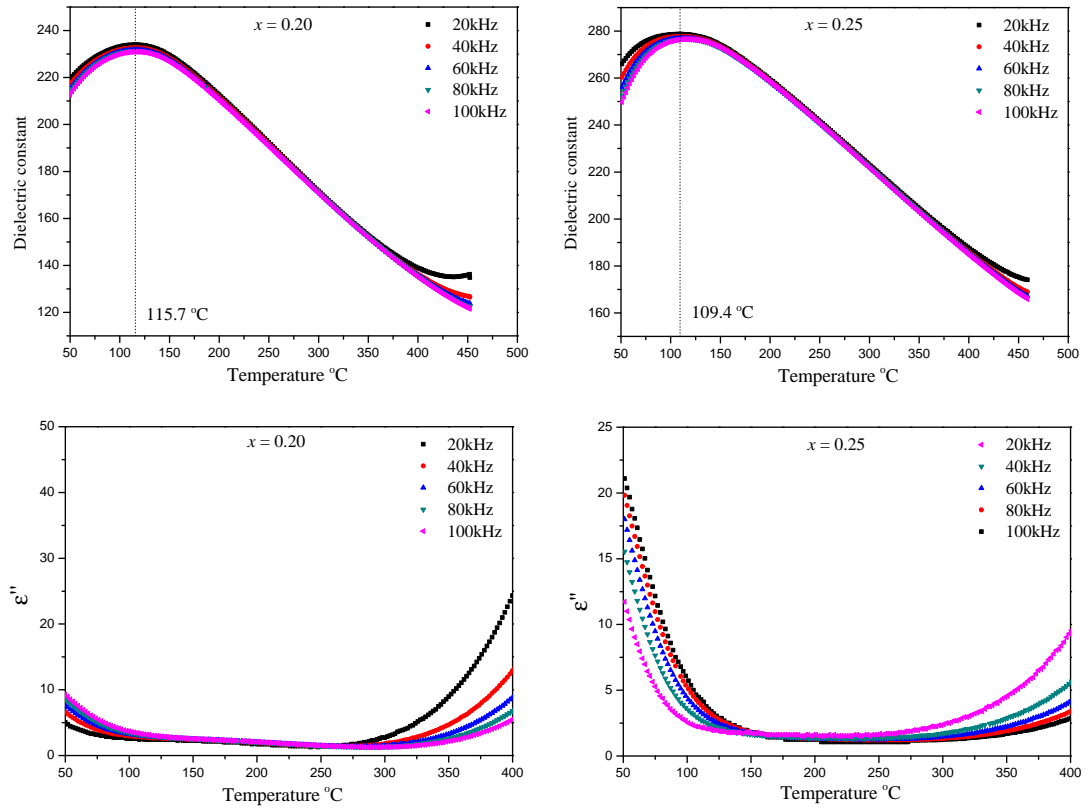 x = 0.20
20kHz
40kHz
60kHz
80kHz
100kHz
Dielectric constant
240
220
200
180
160
140
120
115.7 °C
50 100 150 200 250 300 350 400 450 500
Temperature °C
x = 0.25
20kHz
40kHz
60kHz
80kHz
100kHz
Dielectric constant
280
260
240
220
200
180
160
109.4 °C
50 100 150 200 250 300 350 400 450 500
Temperature °C
x = 0.20
20kHz
40kHz
60kHz
80kHz
100kHz
ε"
50
40
30
20
10
0
50 100 150 200 250 300 350 400
Temperature °C
x = 0.25
20kHz
40kHz
60kHz
80kHz
100kHz
ε"
25
20
15
10
5
0
50 100 150 200 250 300 350 400
Temperature °C